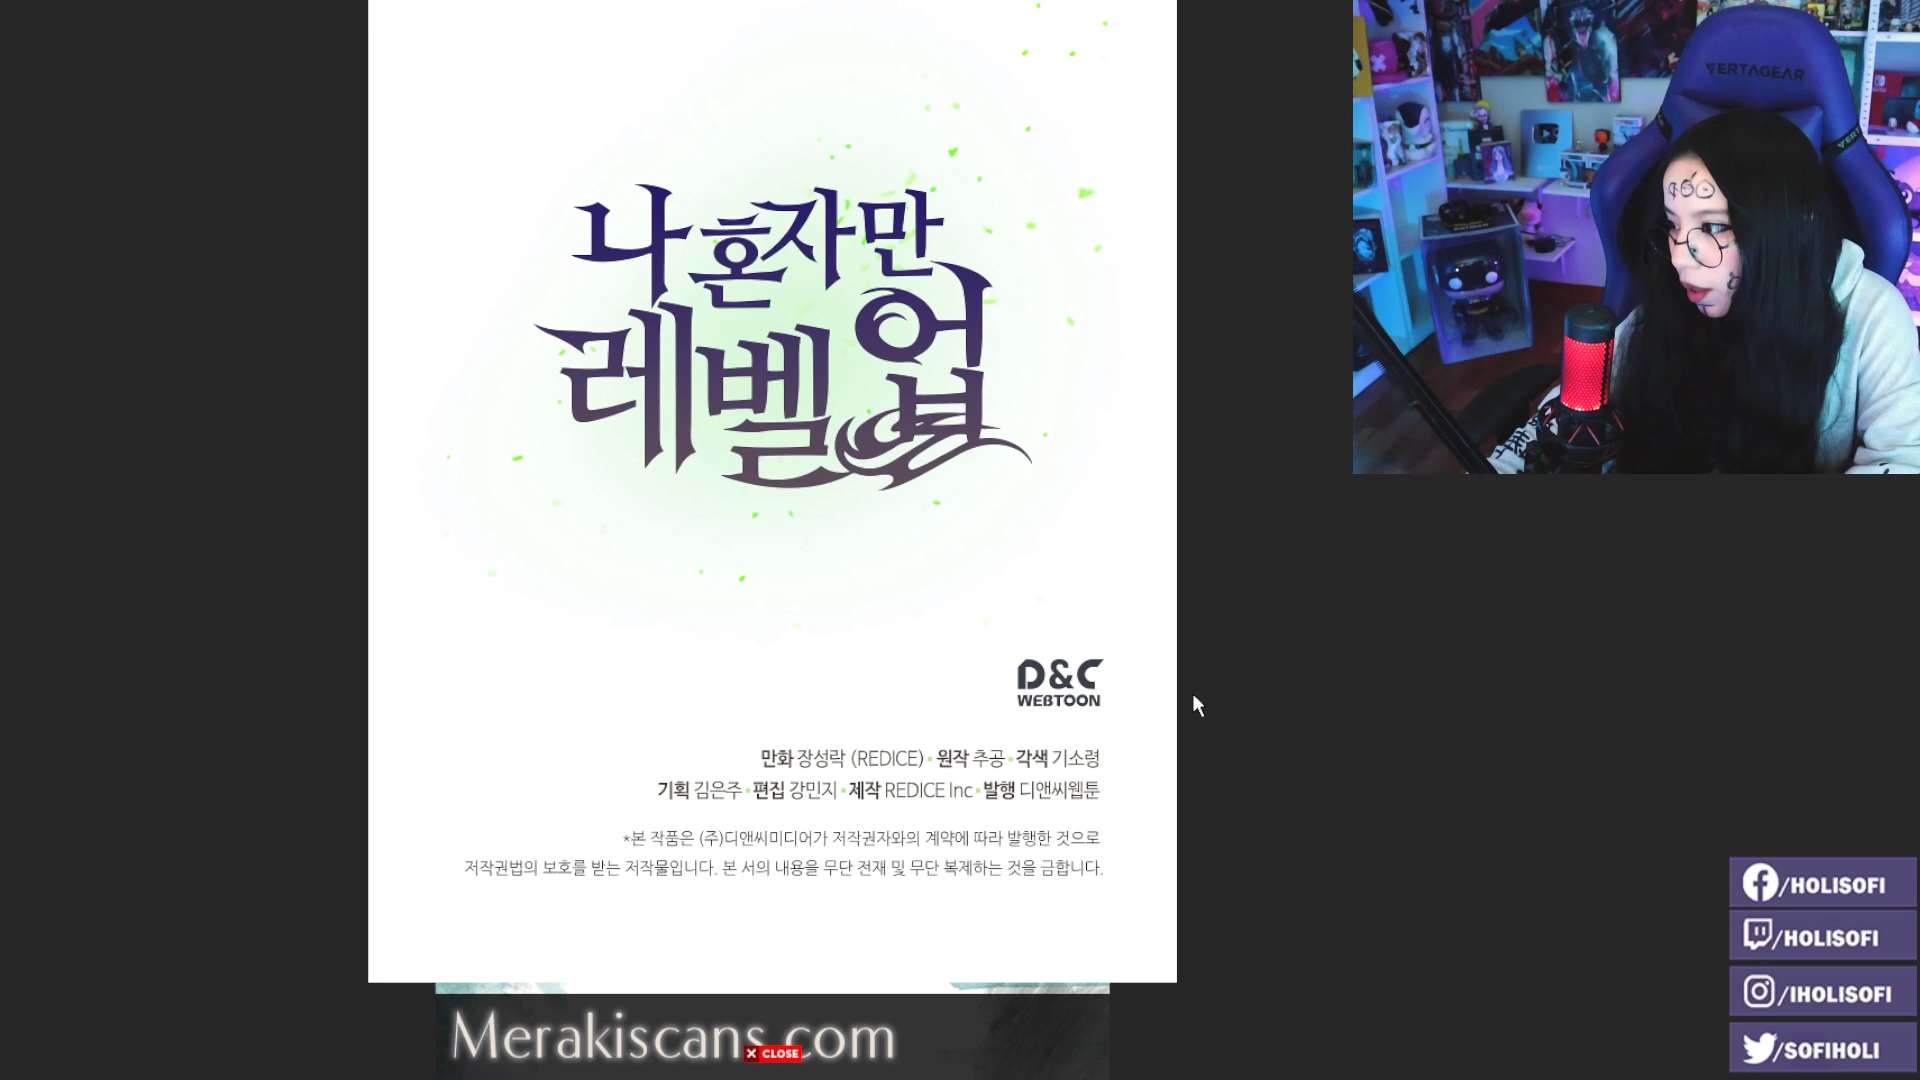 나 혼자만
레벨업
D&C
WEBTOON
만화 장성락 (REDICE) • 원작 추공 • 각색 기소령
기획 김은주 • 편집 강민지 • 제작 REDICE Inc • 발행 디앤씨웹툰
*본 작품은 (주)디앤씨미디어가 저작권자와의 계약에 따라 발행한 것으로
저작권법의 보호를 받는 저작물입니다. 본 서의 내용을 무단 전재 및 무단 복제하는 것을 금합니다.
Merakiscans.com
CLOSE
VERTAGEAR
/HOLISOFI
/HOLISOFI
/IHOLISOFI
/SOFIHOLI